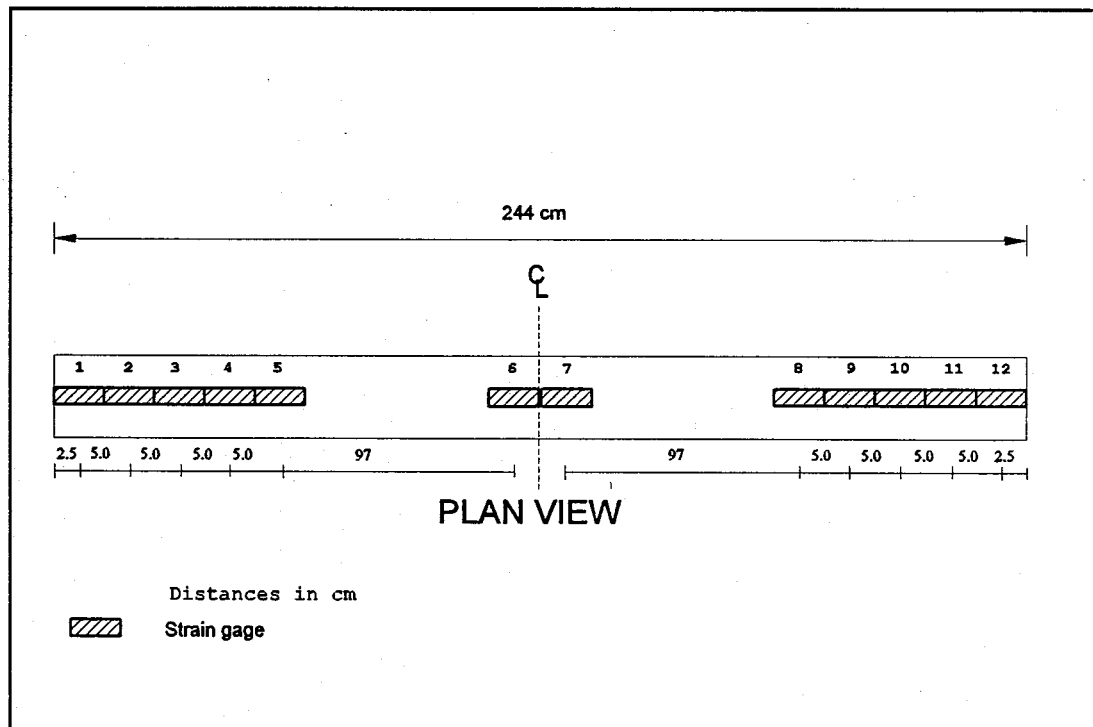 244 cm
CL
1 2 3 4 5 6 7 8 9 10 11 12
2.5 5.0 5.0 5.0 5.0 97 97 5.0 5.0 5.0 5.0 2.5
PLAN VIEW
Distances in cm
Strain gage